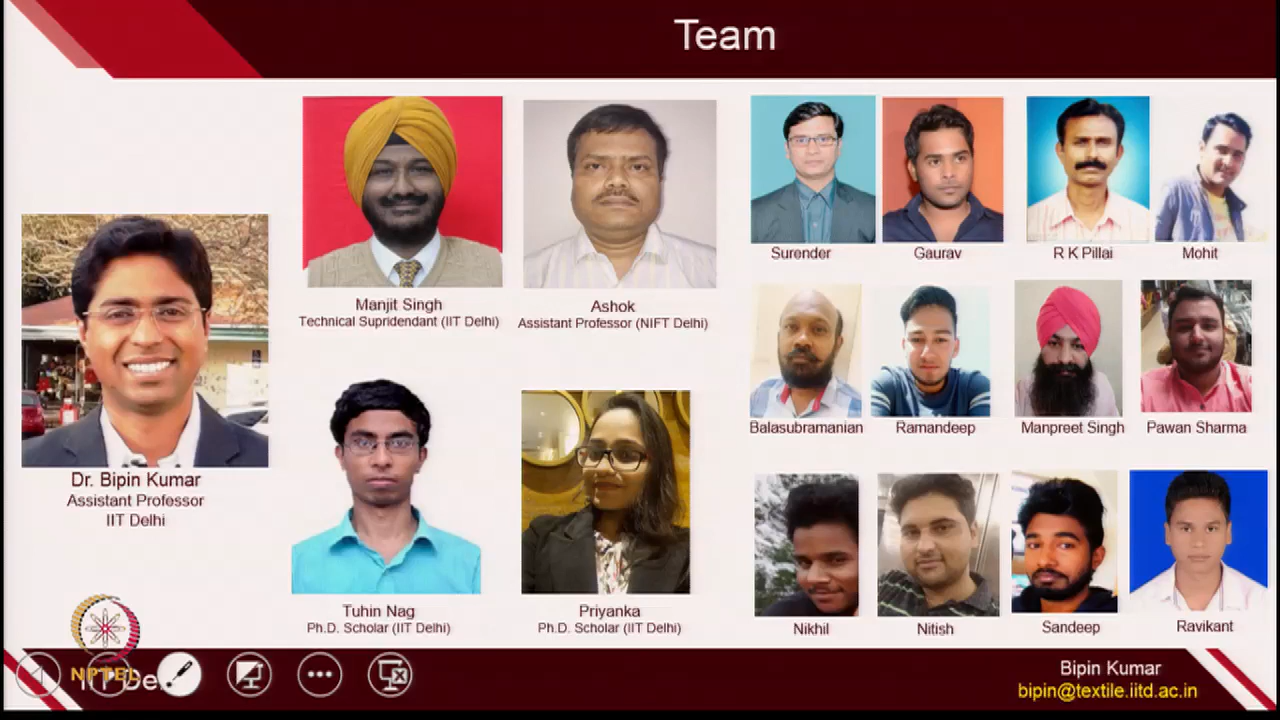 Team
Dr. Bipin Kumar
Assistant Professor
IIT Delhi
Manjit Singh
Technical Supridendant (IIT Delhi)
Ashok
Assistant Professor (NIFT Delhi)
Tuhin Nag
Ph.D. Scholar (IIT Delhi)
Priyanka
Ph.D. Scholar (IIT Delhi)
Surender
Gaurav
R K Pillai
Mohit
Balasubramanian
Ramandeep
Manpreet Singh
Pawan Sharma
Nikhil
Nitish
Sandeep
Ravikant
NPTEL
Bipin Kumar
bipin@textile.iitd.ac.in